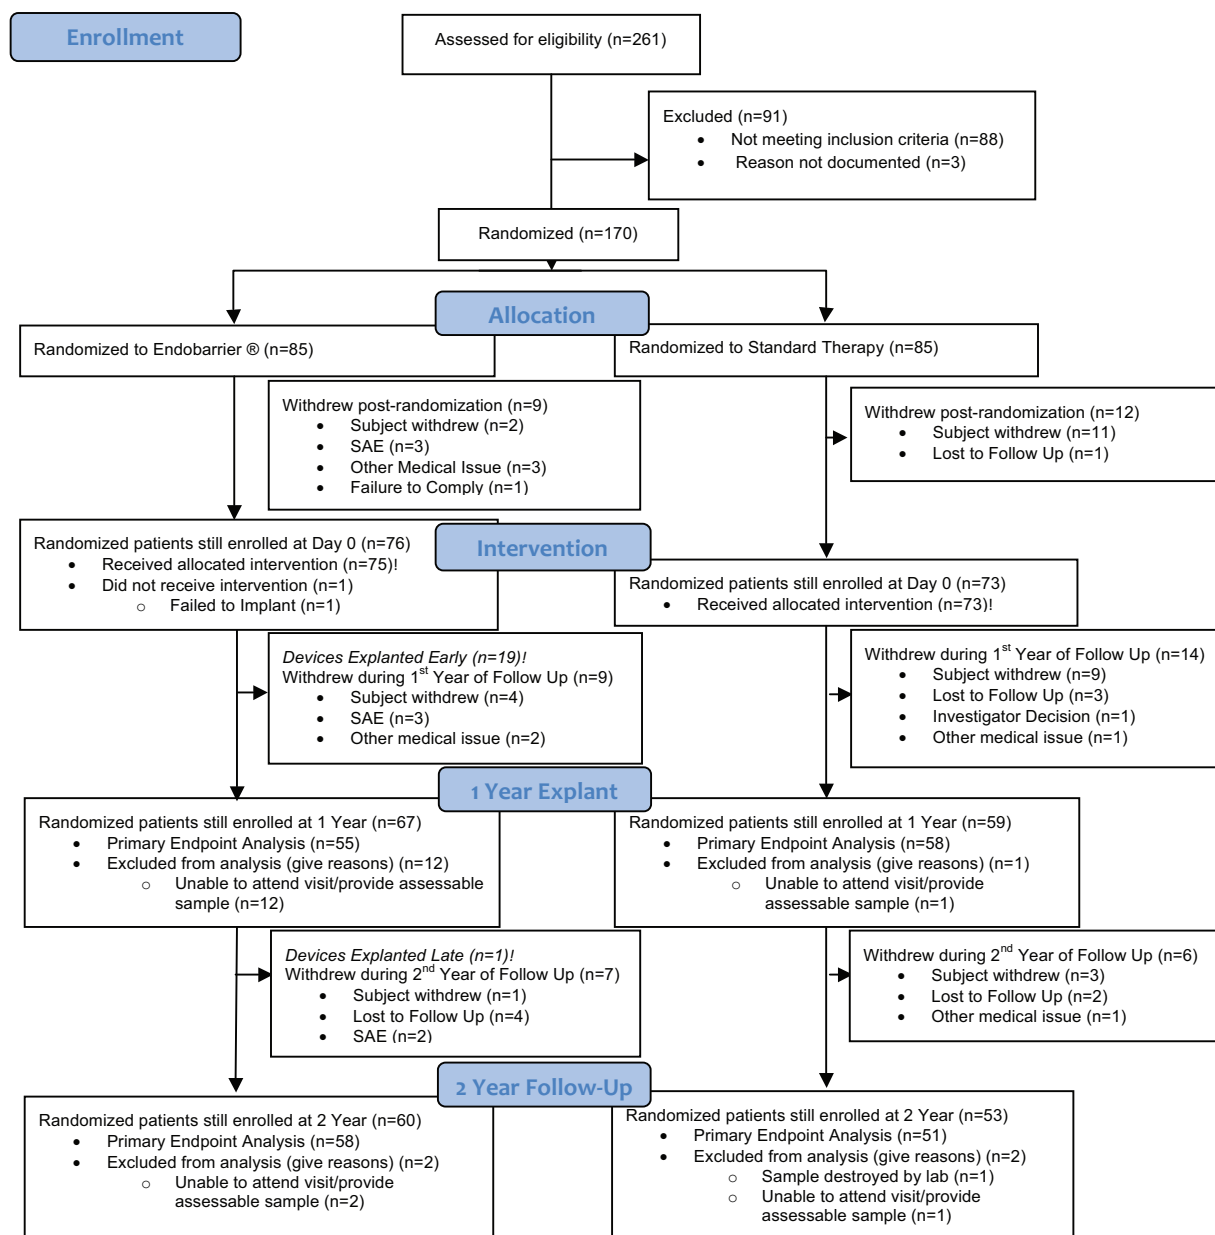 Enrollment
Assessed for eligibility (n=261)
Excluded (n=91)
• Not meeting inclusion criteria (n=88)
• Reason not documented (n=3)
Randomized (n=170)
Allocation
Randomized to Endobarrier ® (n=85)
Randomized to Standard Therapy (n=85)
Withdrew post-randomization (n=9)
• Subject withdrew (n=2)
• SAE (n=3)
• Other Medical Issue (n=3)
• Failure to Comply (n=1)
Withdrew post-randomization (n=12)
• Subject withdrew (n=11)
• Lost to Follow Up (n=1)
Intervention
Randomized patients still enrolled at Day 0 (n=76)
• Received allocated intervention (n=75)!
• Did not receive intervention (n=1)
o Failed to Implant (n=1)
Randomized patients still enrolled at Day 0 (n=73)
• Received allocated intervention (n=73)!
Devices Explanted Early (n=19)!
Withdrew during 1st Year of Follow Up (n=9)
• Subject withdrew (n=4)
• SAE (n=3)
• Other medical issue (n=2)
Withdrew during 1st Year of Follow Up (n=14)
• Subject withdrew (n=9)
• Lost to Follow Up (n=3)
• Investigator Decision (n=1)
• Other medical issue (n=1)
1 Year Explant
Randomized patients still enrolled at 1 Year (n=67)
• Primary Endpoint Analysis (n=55)
• Excluded from analysis (give reasons) (n=12)
o Unable to attend visit/provide assessable
sample (n=12)
Randomized patients still enrolled at 1 Year (n=59)
• Primary Endpoint Analysis (n=58)
• Excluded from analysis (give reasons) (n=1)
o Unable to attend visit/provide
assessable sample (n=1)
Devices Explanted Late (n=1)!
Withdrew during 2nd Year of Follow Up (n=7)
• Subject withdrew (n=1)
• Lost to Follow Up (n=4)
• SAE (n=2)
Withdrew during 2nd Year of Follow Up (n=6)
• Subject withdrew (n=3)
• Lost to Follow Up (n=2)
• Other medical issue (n=1)
2 Year Follow-Up
Randomized patients still enrolled at 2 Year (n=60)
• Primary Endpoint Analysis (n=58)
• Excluded from analysis (give reasons) (n=2)
o Unable to attend visit/provide
assessable sample (n=2)
Randomized patients still enrolled at 2 Year (n=53)
• Primary Endpoint Analysis (n=51)
• Excluded from analysis (give reasons) (n=2)
o Sample destroyed by lab (n=1)
o Unable to attend visit/provide
assessable sample (n=1)